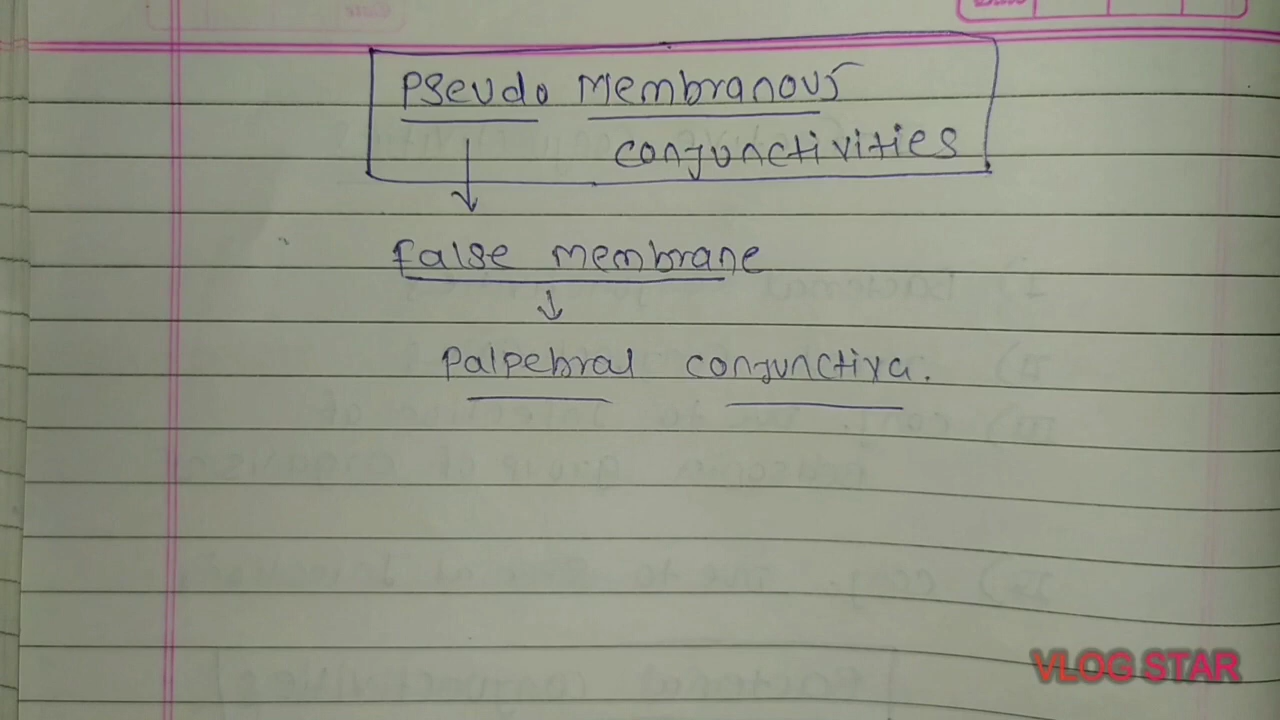 Pseudo Membranous
conjunctivities
False membrane
Palpebral conjunctiva.
VLOG STAR